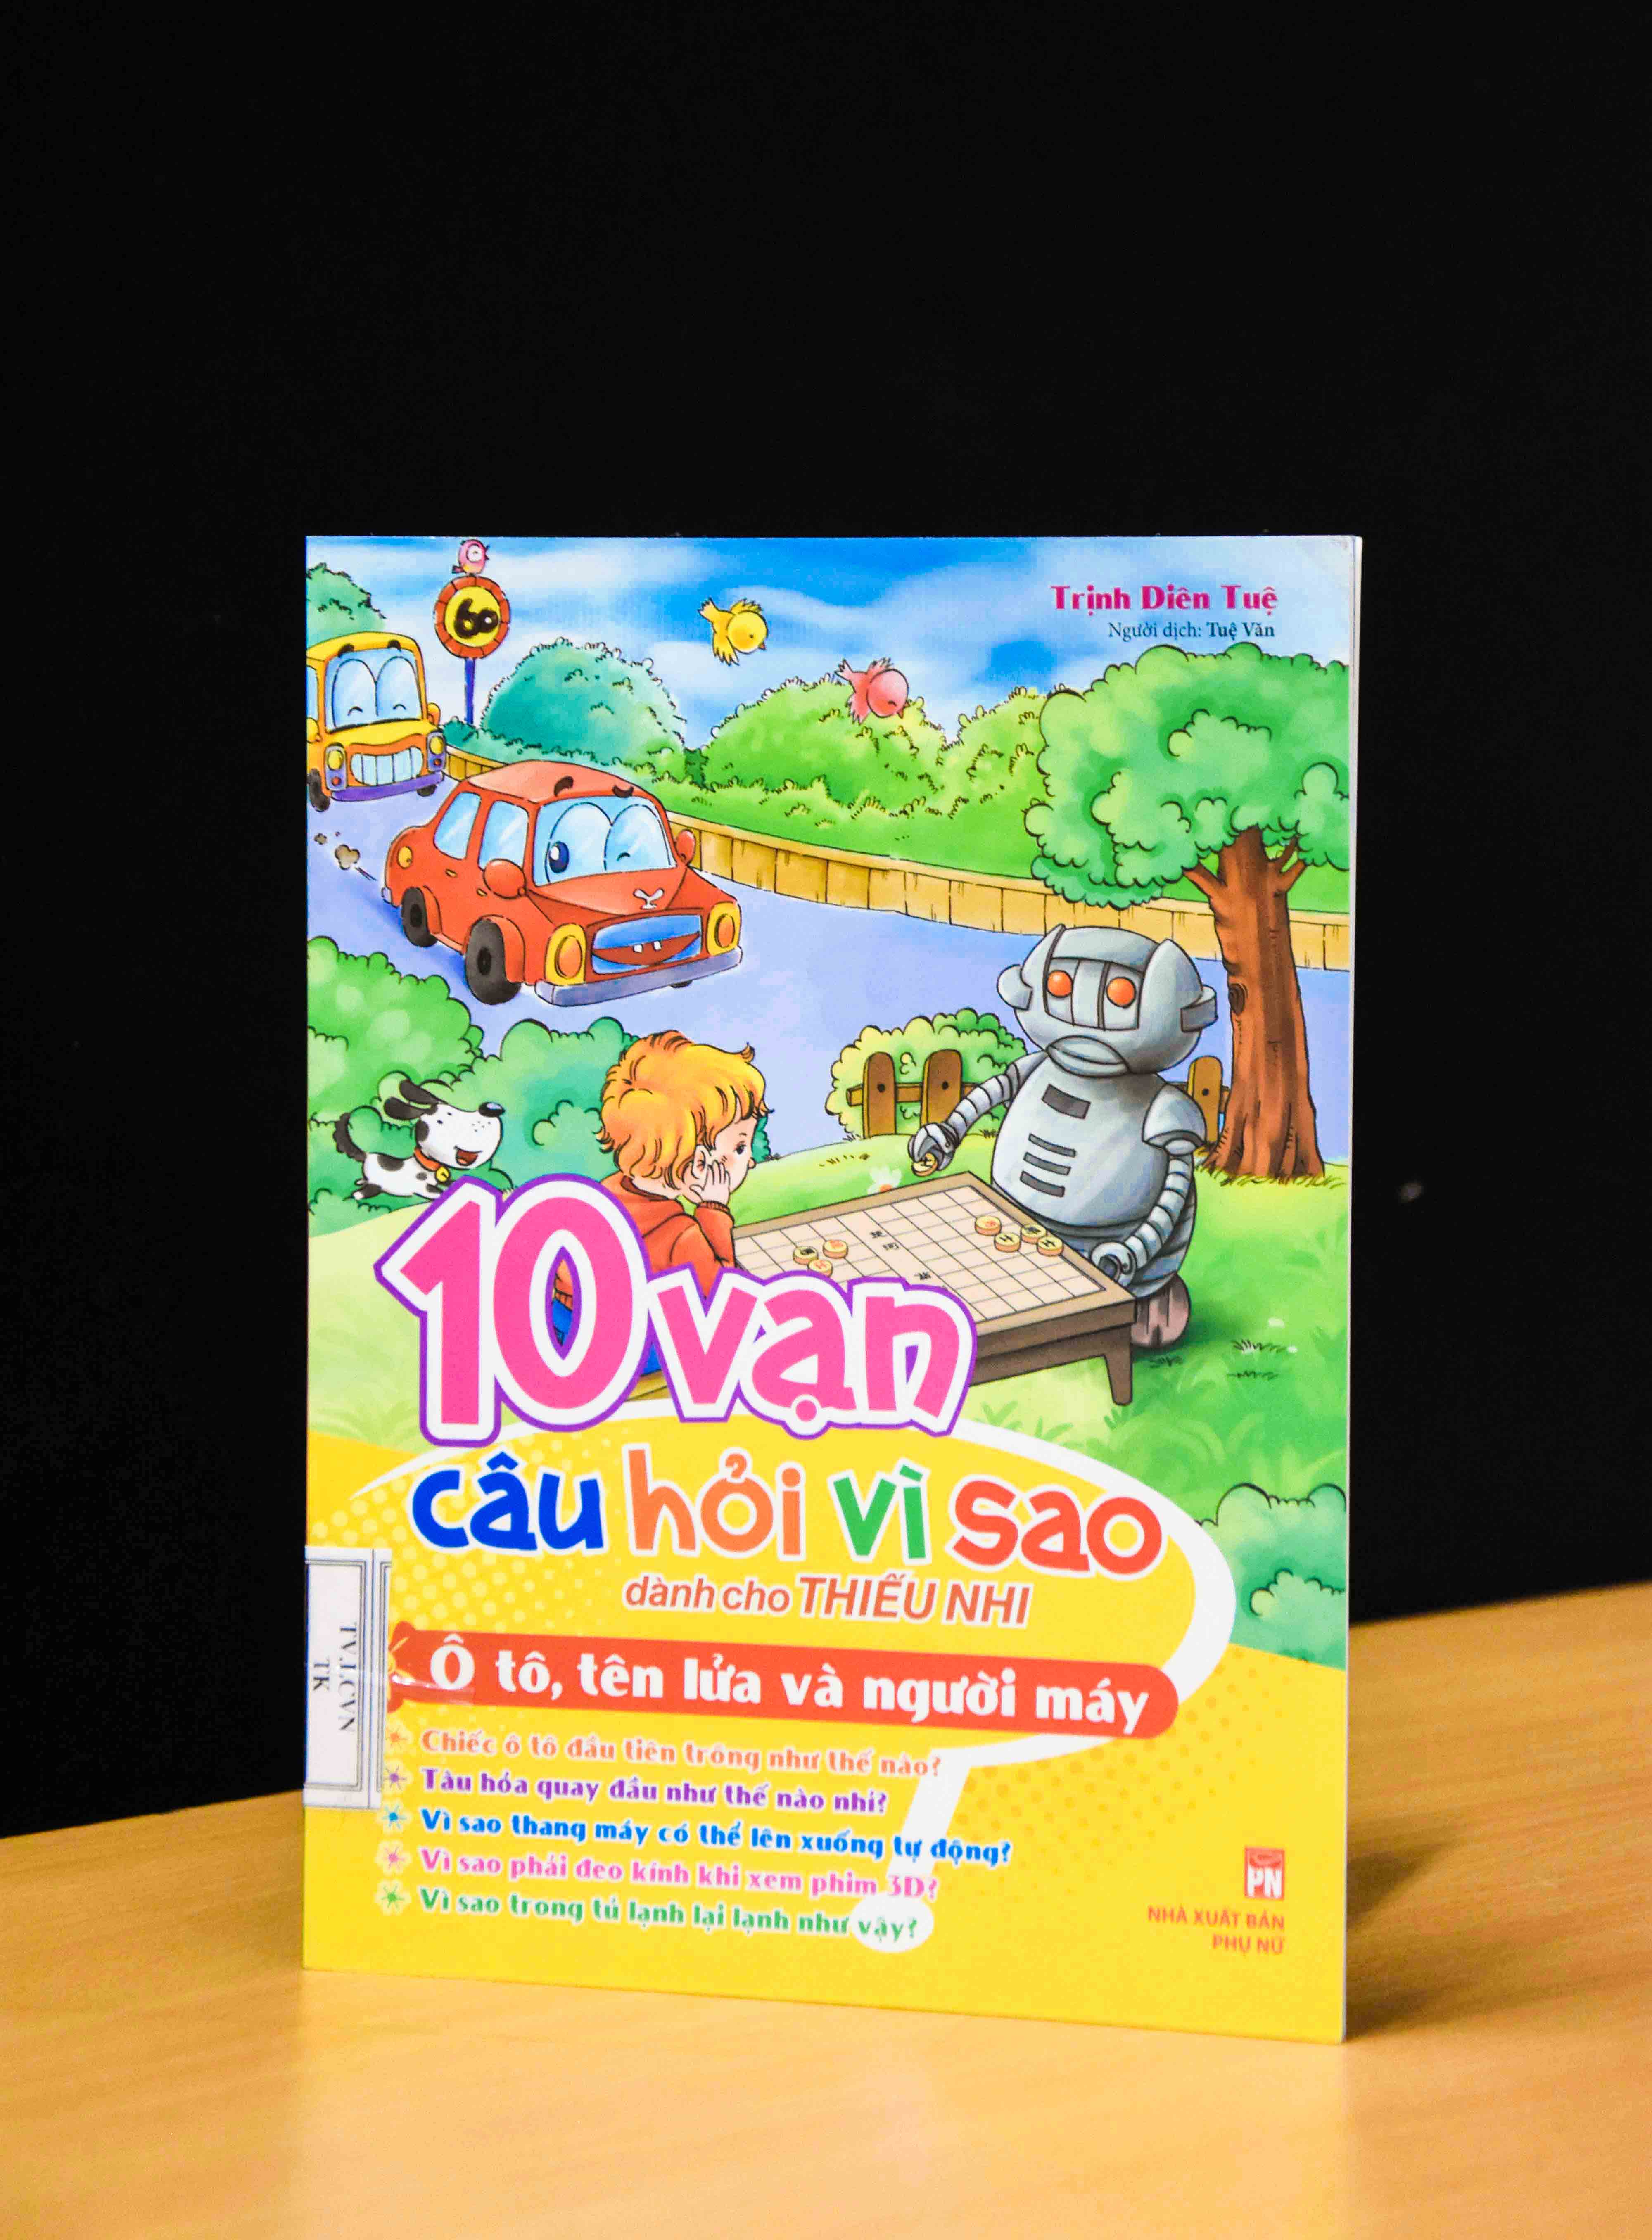 60
Trịnh Diên Tuệ
Người dịch: Tuệ Văn
10 vạn
câu hỏi vì sao
dành cho THIẾU NHI
Ô tô, tên lửa và người máy
Chiếc ô tô đầu tiên trông như thế nào?
Tàu hỏa quay đầu như thế nào nhỉ?
Vì sao thang máy có thể lên xuống tự động?
Vì sao phải đeo kính khi xem phim 3D?
Vì sao trong tủ lạnh lại lạnh như vậy?
TV.LCVN
TK
PN
NHÀ XUẤT BẢN
PHỤ NỮ